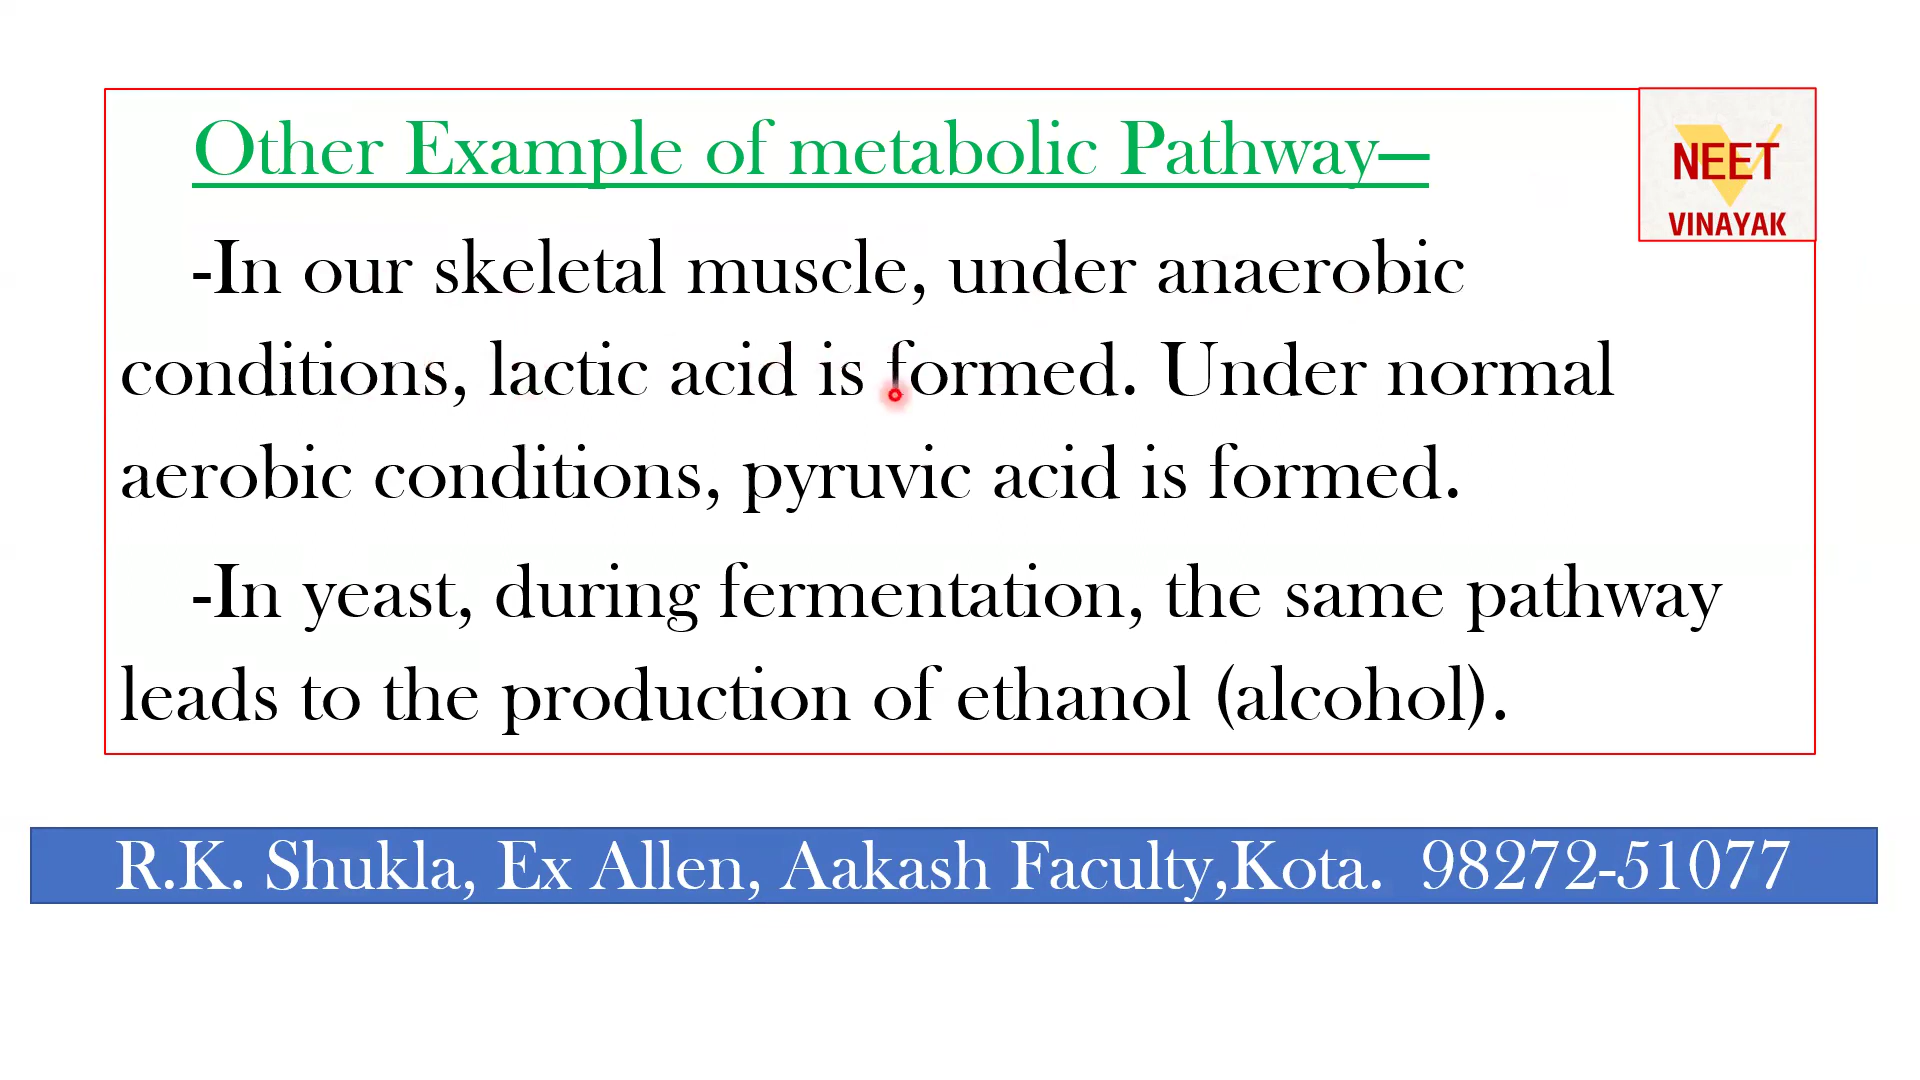 Other Example of metabolic Pathway—
NEET
VINAYAK
-In our skeletal muscle, under anaerobic
conditions, lactic acid is formed. Under normal
aerobic conditions, pyruvic acid is formed.
-In yeast, during fermentation, the same pathway
leads to the production of ethanol (alcohol).
R.K. Shukla, Ex Allen, Aakash Faculty,Kota. 98272-51077